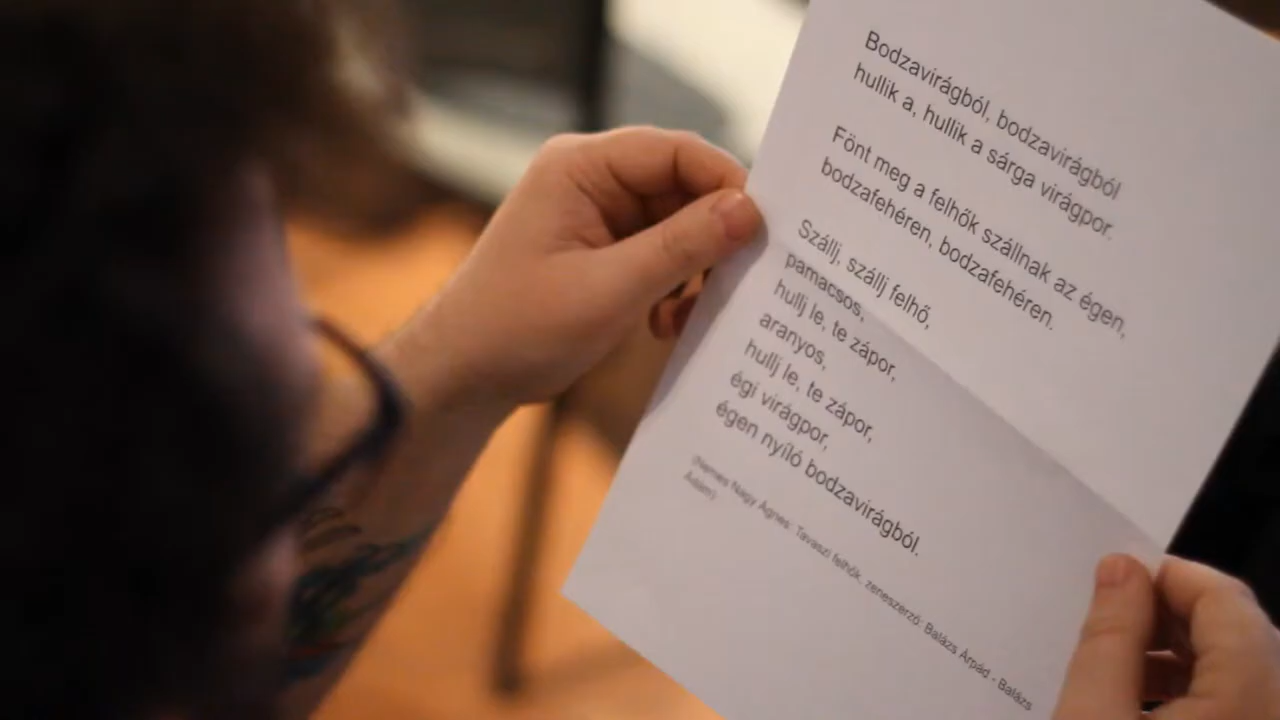 Bodzavirágból, bodzavirágból
hullik a, hullik a sárga virágpor.
Fönt meg a felhők szállnak az égen,
bodzafehéren, bodzafehéren.
Szállj, szállj felhő,
pamacsos,
hullj le, te zápor,
aranyos,
hullj le, te zápor,
égi virágpor,
égen nyíló bodzavirágból.
(Nemes Nagy Ágnes: Tavaszi felhők, zeneszerző: Balázs Árpád - Balázs
Ádám)